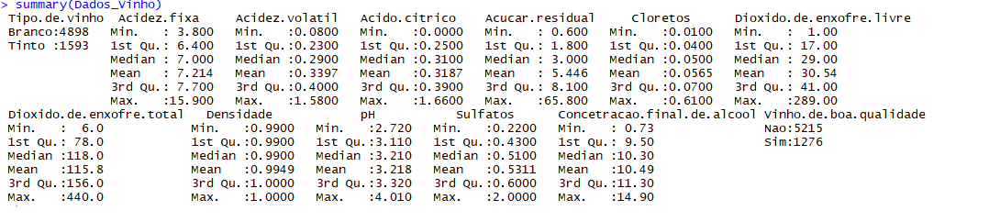 > summary(Dados_Vinho)
Tipo.de.vinho Acidez.fixa Acidez.volatil Acido.citrico Acucar.residual Cloretos Dioxido.de.enxofre.livre
Branco:4898 Min. : 3.800 Min. :0.0800 Min. :0.0000 Min. : 0.600 Min. :0.0100 Min. : 1.00
Tinto :1593 1st Qu.: 6.400 1st Qu.:0.2300 1st Qu.:0.2500 1st Qu.: 1.800 1st Qu.:0.0400 1st Qu.: 17.00
Median : 7.000 Median :0.2900 Median :0.3100 Median : 3.000 Median :0.0500 Median : 29.00
Mean : 7.214 Mean :0.3397 Mean :0.3187 Mean : 5.446 Mean :0.0565 Mean : 30.54
3rd Qu.: 7.700 3rd Qu.:0.4000 3rd Qu.:0.3900 3rd Qu.: 8.100 3rd Qu.:0.0700 3rd Qu.: 41.00
Max. :15.900 Max. :1.5800 Max. :1.6600 Max. :65.800 Max. :0.6100 Max. :289.00
Dioxido.de.enxofre.total Densidade pH Sulfatos Concetracao.final.de.alcool Vinho.de.boa.qualidade
Min. : 6.0 Min. :0.9900 Min. :2.720 Min. :0.2200 Min. : 0.73 Nao:5215
1st Qu.: 78.0 1st Qu.:0.9900 1st Qu.:3.110 1st Qu.:0.4300 1st Qu.: 9.50 Sim:1276
Median :118.0 Median :0.9900 Median :3.210 Median :0.5100 Median :10.30
Mean :115.8 Mean :0.9949 Mean :3.218 Mean :0.5311 Mean :10.49
3rd Qu.:156.0 3rd Qu.:1.0000 3rd Qu.:3.320 3rd Qu.:0.6000 3rd Qu.:11.30
Max. :440.0 Max. :1.0000 Max. :4.010 Max. :2.0000 Max. :14.90